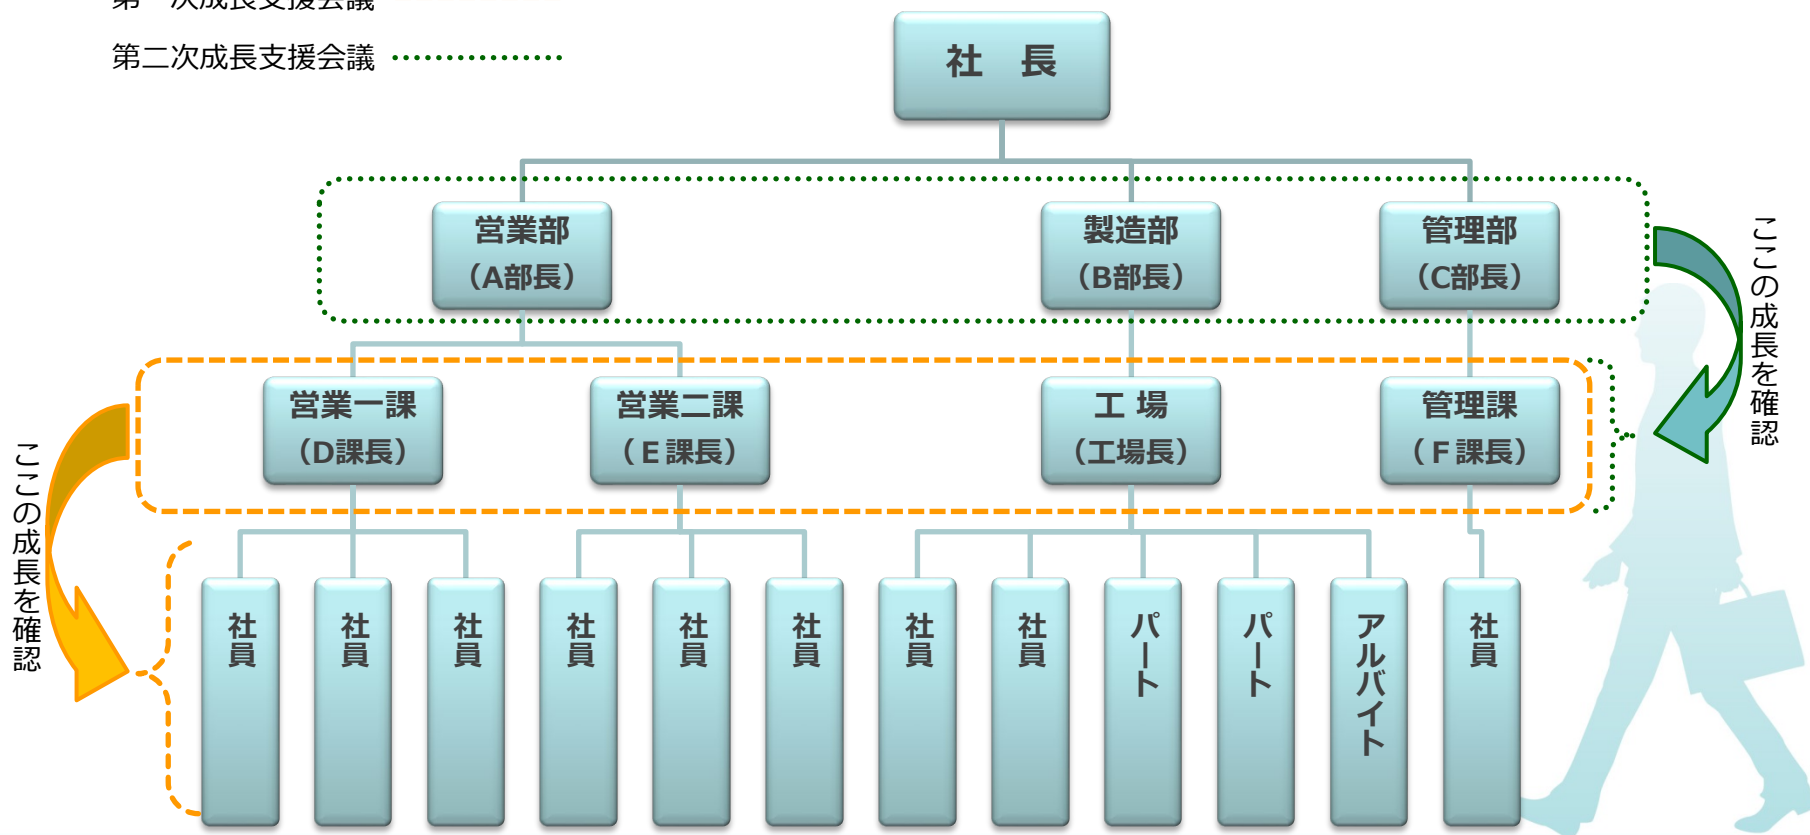 第二次成長支援会議
社 長
営業部
（A部長）
製造部
（B部長）
管理部
（C部長）
ここの成長を確認
営業一課
（D課長）
営業二課
（E課長）
工 場
（工場長）
管理課
（F課長）
ここの成長を確認
社員
社員
社員
社員
社員
社員
社員
社員
パート
パート
アルバイト
社員